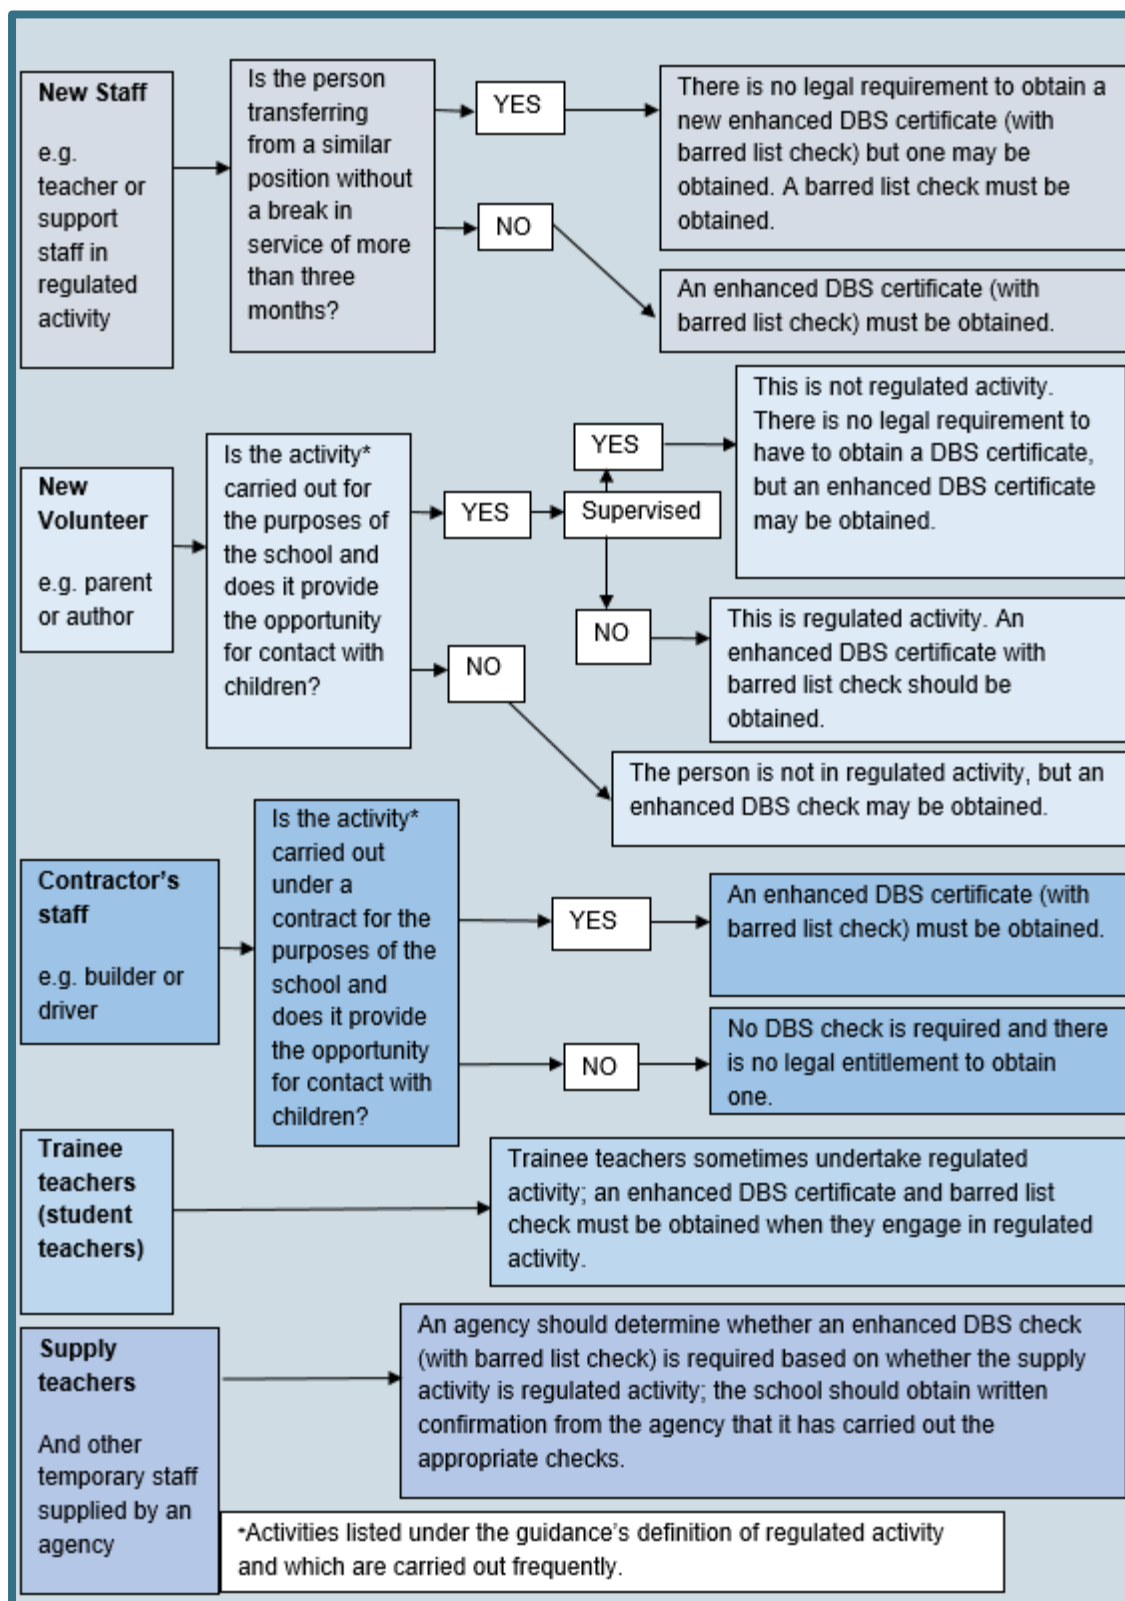 New Staff
e.g.
teacher or
support
staff in
regulated
activity
Is the person
transferring
from a similar
position without
a break in
service of more
than three
months?
YES
There is no legal requirement to obtain a
new enhanced DBS certificate (with
barred list check) but one may be
obtained. A barred list check must be
obtained.
NO
An enhanced DBS certificate (with
barred list check) must be obtained.
New
Volunteer
e.g. parent
or author
Is the activity*
carried out for
the purposes of
the school and
does it provide
the opportunity
for contact with
children?
YES
Supervised
YES
This is not regulated activity.
There is no legal requirement to
have to obtain a DBS certificate,
but an enhanced DBS certificate
may be obtained.
NO
This is regulated activity. An
enhanced DBS certificate with
barred list check should be
obtained.
NO
The person is not in regulated activity, but an
enhanced DBS check may be obtained.
Contractor's
staff
e.g. builder or
driver
Is the activity*
carried out
under a
contract for the
purposes of the
school and
does it provide
the opportunity
for contact with
children?
YES
An enhanced DBS certificate (with
barred list check) must be obtained.
NO
No DBS check is required and there
is no legal entitlement to obtain
one.
Trainee
teachers
(student
teachers)
Trainee teachers sometimes undertake regulated
activity; an enhanced DBS certificate and barred list
check must be obtained when they engage in regulated
activity.
Supply
teachers
And other
temporary staff
supplied by an
agency
An agency should determine whether an enhanced DBS check
(with barred list check) is required based on whether the supply
activity is regulated activity; the school should obtain written
confirmation from the agency that it has carried out the
appropriate checks.
*Activities listed under the guidance's definition of regulated activity
and which are carried out frequently.